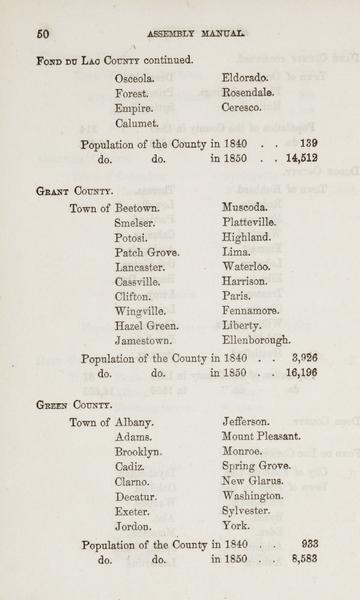 50 ASSEMBLY MANUAL.
FOND DU LAC COUNTY continued.
Osceola. Eldorado.
Forest. Rosendale.
Empire. Ceresco.
Calumet.
Population of the County in 1840 . . 139
do. do. in 1850 . . 14,512
GRANT COUNTY.
Town of Beetown. Muscoda.
Smelser. Platteville.
Potosi. Highland.
Patch Grove. Lima.
Lancaster. Waterloo.
Cassville. Harrison.
Clifton. Paris.
Wingville. Fennamore.
Hazel Green. Liberty.
Jamestown. Ellenborough.
Population of the County in 1840 . . 3,926
do. do. in 1850 . . 16,196
GREEN COUNTY.
Town of Albany. Jefferson.
Adams. Mount Pleasant.
Brooklyn. Monroe.
Cadiz. Spring Grove.
Clarno. New Glarus.
Decatur. Washington.
Exeter. Sylvester.
Jordon. York.
Population of the County in 1840 . . 933
do. do. in 1850 . . 8,583